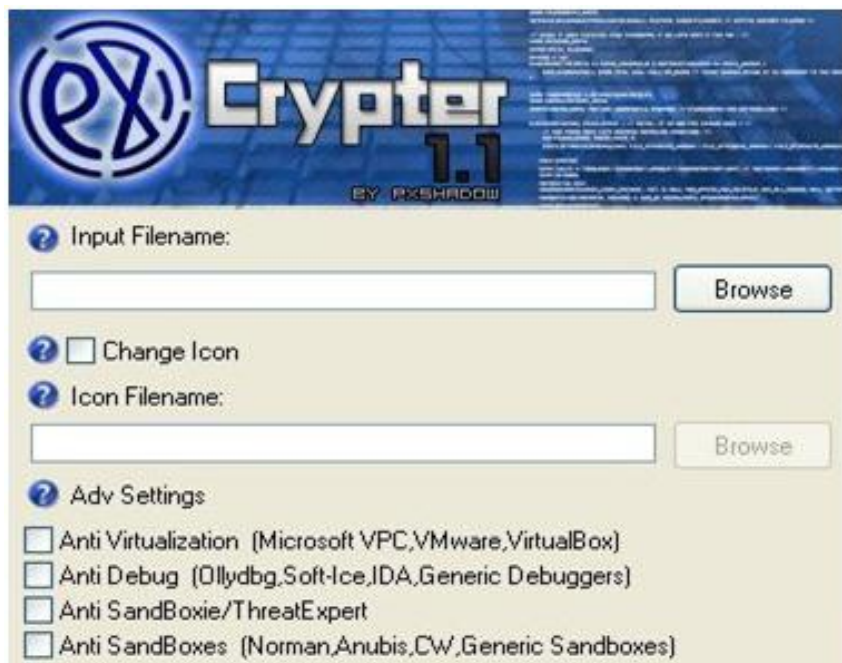 PX Crypter
1.1
BY PXSHADOW
Input Filename:
Browse
Change Icon
Icon Filename:
Browse
Adv Settings
Anti Virtualization (Microsoft VPC,VMware,VirtualBox)
Anti Debug (Ollydbg,Soft-Ice,IDA,Generic Debuggers)
Anti SandBoxie/ThreatExpert
Anti SandBoxes (Norman,Anubis,CW,Generic Sandboxes)